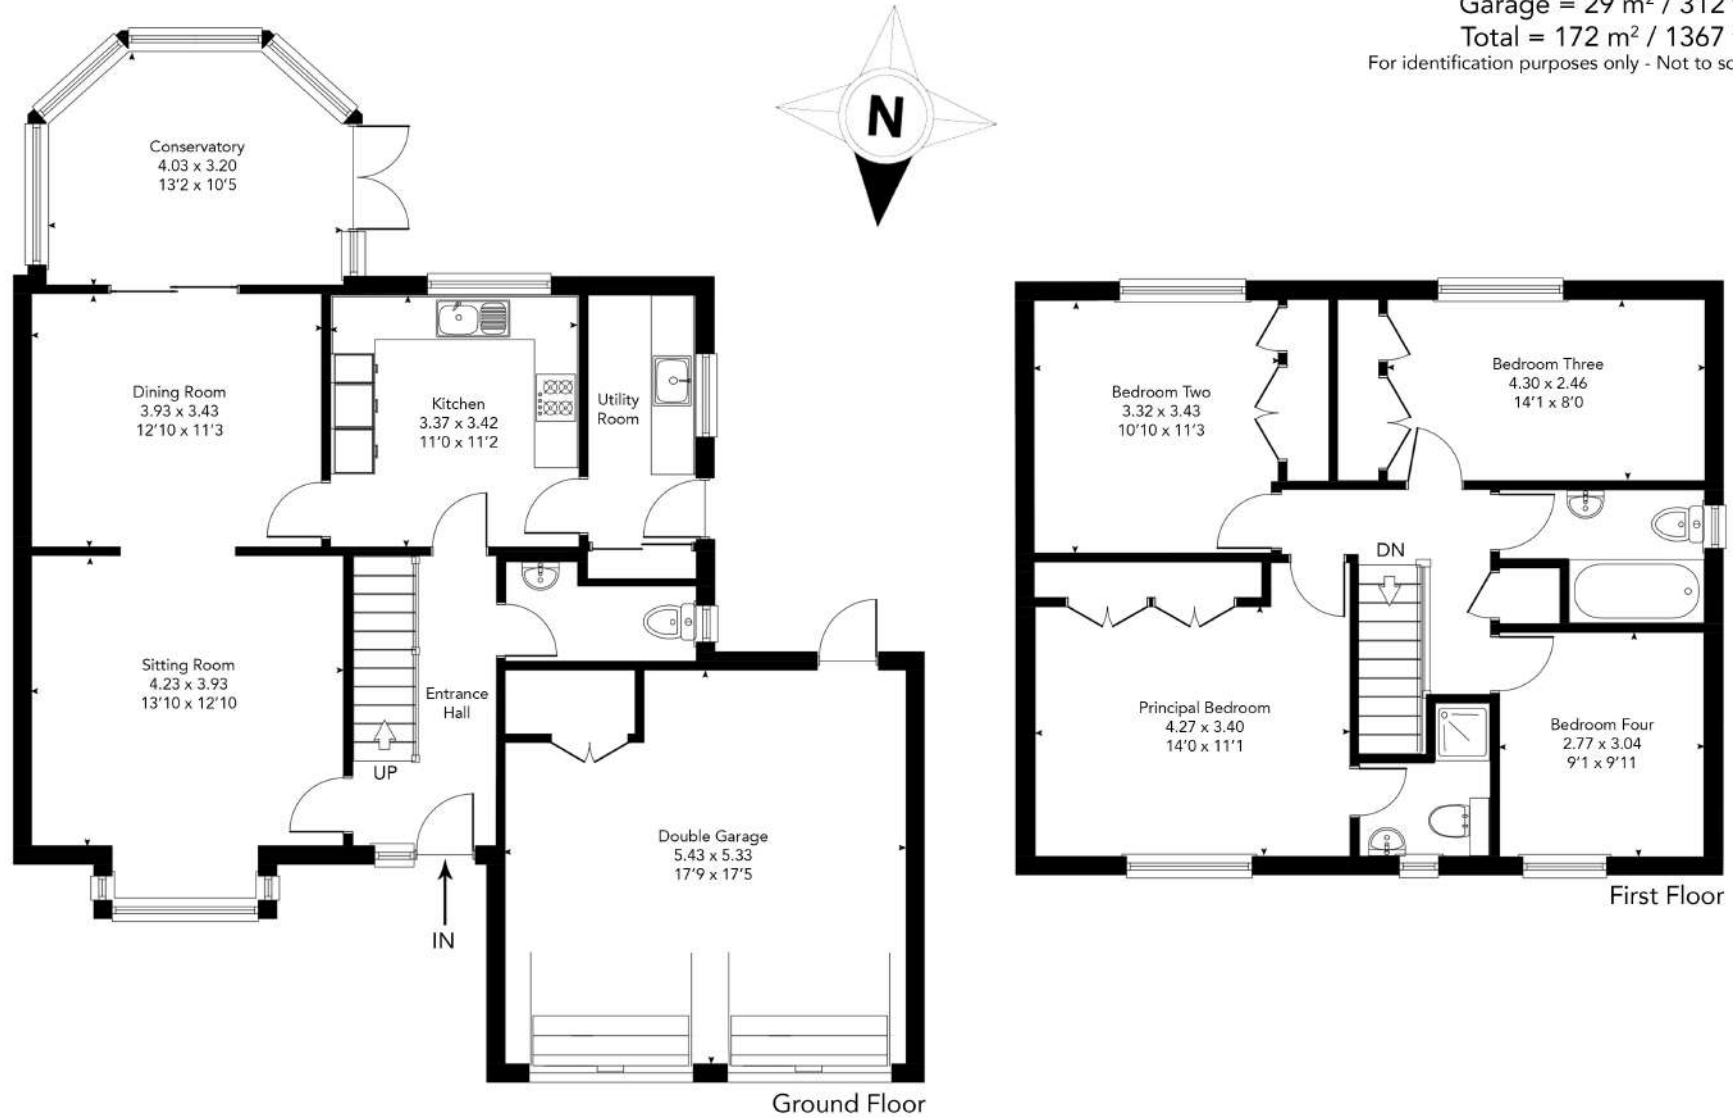 Garage = 29 m² / 312
Total = 172 m² / 1367
For identification purposes only - Not to
N
Conservatory
4.03 x 3.20
13'2 x 10'5
Dining Room
3.93 x 3.43
12'10 x 11'3
Kitchen
3.37 x 3.42
11'0 x 11'2
Utility
Room
Sitting Room
4.23 x 3.93
13'10 x 12'10
Entrance
Hall
UP
IN
Double Garage
5.43 x 5.33
17'9 x 17'5
Ground Floor
Bedroom Two
3.32 x 3.43
10'10 x 11'3
Bedroom Three
4.30 x 2.46
14'1 x 8'0
DN
Principal Bedroom
4.27 x 3.40
14'0 x 11'1
Bedroom Four
2.77 x 3.04
9'1 x 9'11
First Floor